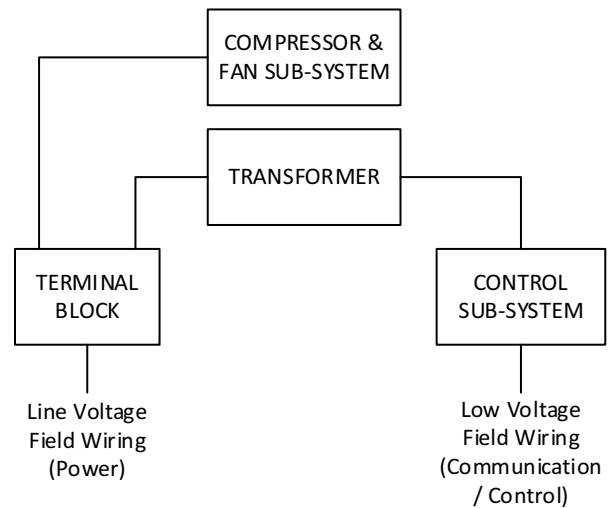 COMPRESSOR &
FAN SUB-SYSTEM
TRANSFORMER
TERMINAL
BLOCK
CONTROL
SUB-SYSTEM
Line Voltage
Field Wiring
(Power)
Low Voltage
Field Wiring
(Communication
/ Control)